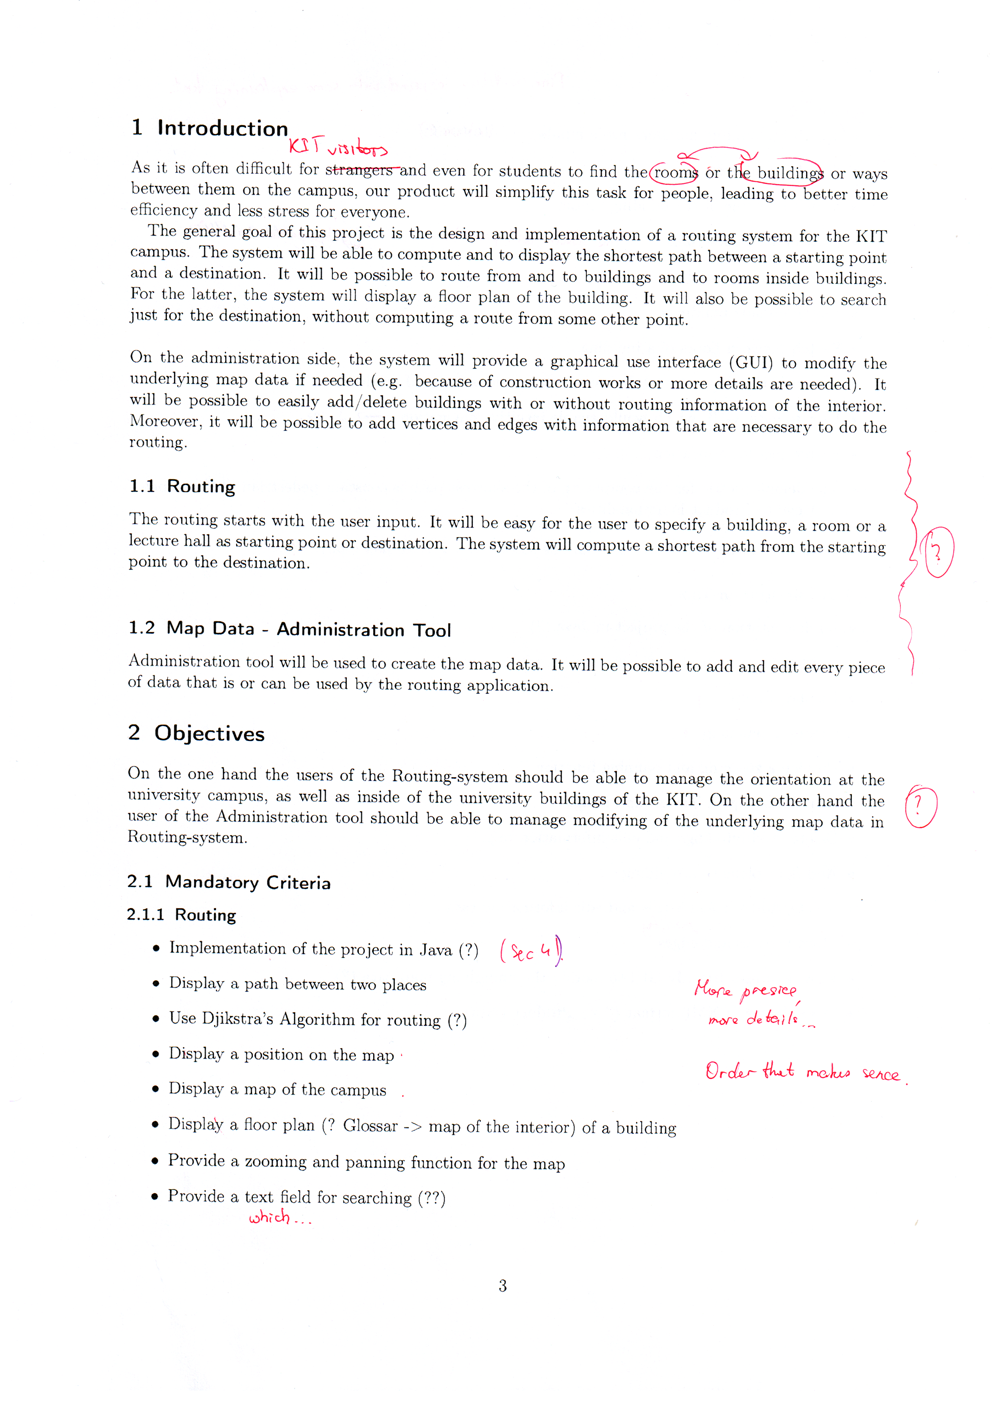 1 Introduction
KIT visitors
As it is often difficult for strangers and even for students to find the rooms or the buildings or ways
between them on the campus, our product will simplify this task for people, leading to better time
efficiency and less stress for everyone.
The general goal of this project is the design and implementation of a routing system for the KIT
campus. The system will be able to compute and to display the shortest path between a starting point
and a destination. It will be possible to route from and to buildings and to rooms inside buildings.
For the latter, the system will display a floor plan of the building. It will also be possible to search
just for the destination, without computing a route from some other point.
On the administration side, the system will provide a graphical use interface (GUI) to modify the
underlying map data if needed (e.g. because of construction works or more details are needed). It
will be possible to easily add/delete buildings with or without routing information of the interior.
Moreover, it will be possible to add vertices and edges with information that are necessary to do the
routing.
1.1 Routing
The routing starts with the user input. It will be easy for the user to specify a building, a room or a
lecture hall as starting point or destination. The system will compute a shortest path from the starting
point to the destination.
?
1.2 Map Data - Administration Tool
Administration tool will be used to create the map data. It will be possible to add and edit every piece
of data that is or can be used by the routing application.
2 Objectives
On the one hand the users of the Routing-system should be able to manage the orientation at the
university campus, as well as inside of the university buildings of the KIT. On the other hand the
user of the Administration tool should be able to manage modifying of the underlying map data in
Routing-system.
?
2.1 Mandatory Criteria
2.1.1 Routing
• Implementation of the project in Java (?) (Sec 4)
• Display a path between two places
More presice,
• Use Djikstra's Algorithm for routing (?)
more details...
• Display a position on the map
Order that makes sence.
• Display a map of the campus
• Display a floor plan (? Glossar -> map of the interior) of a building
• Provide a zooming and panning function for the map
• Provide a text field for searching (??)
which...
3